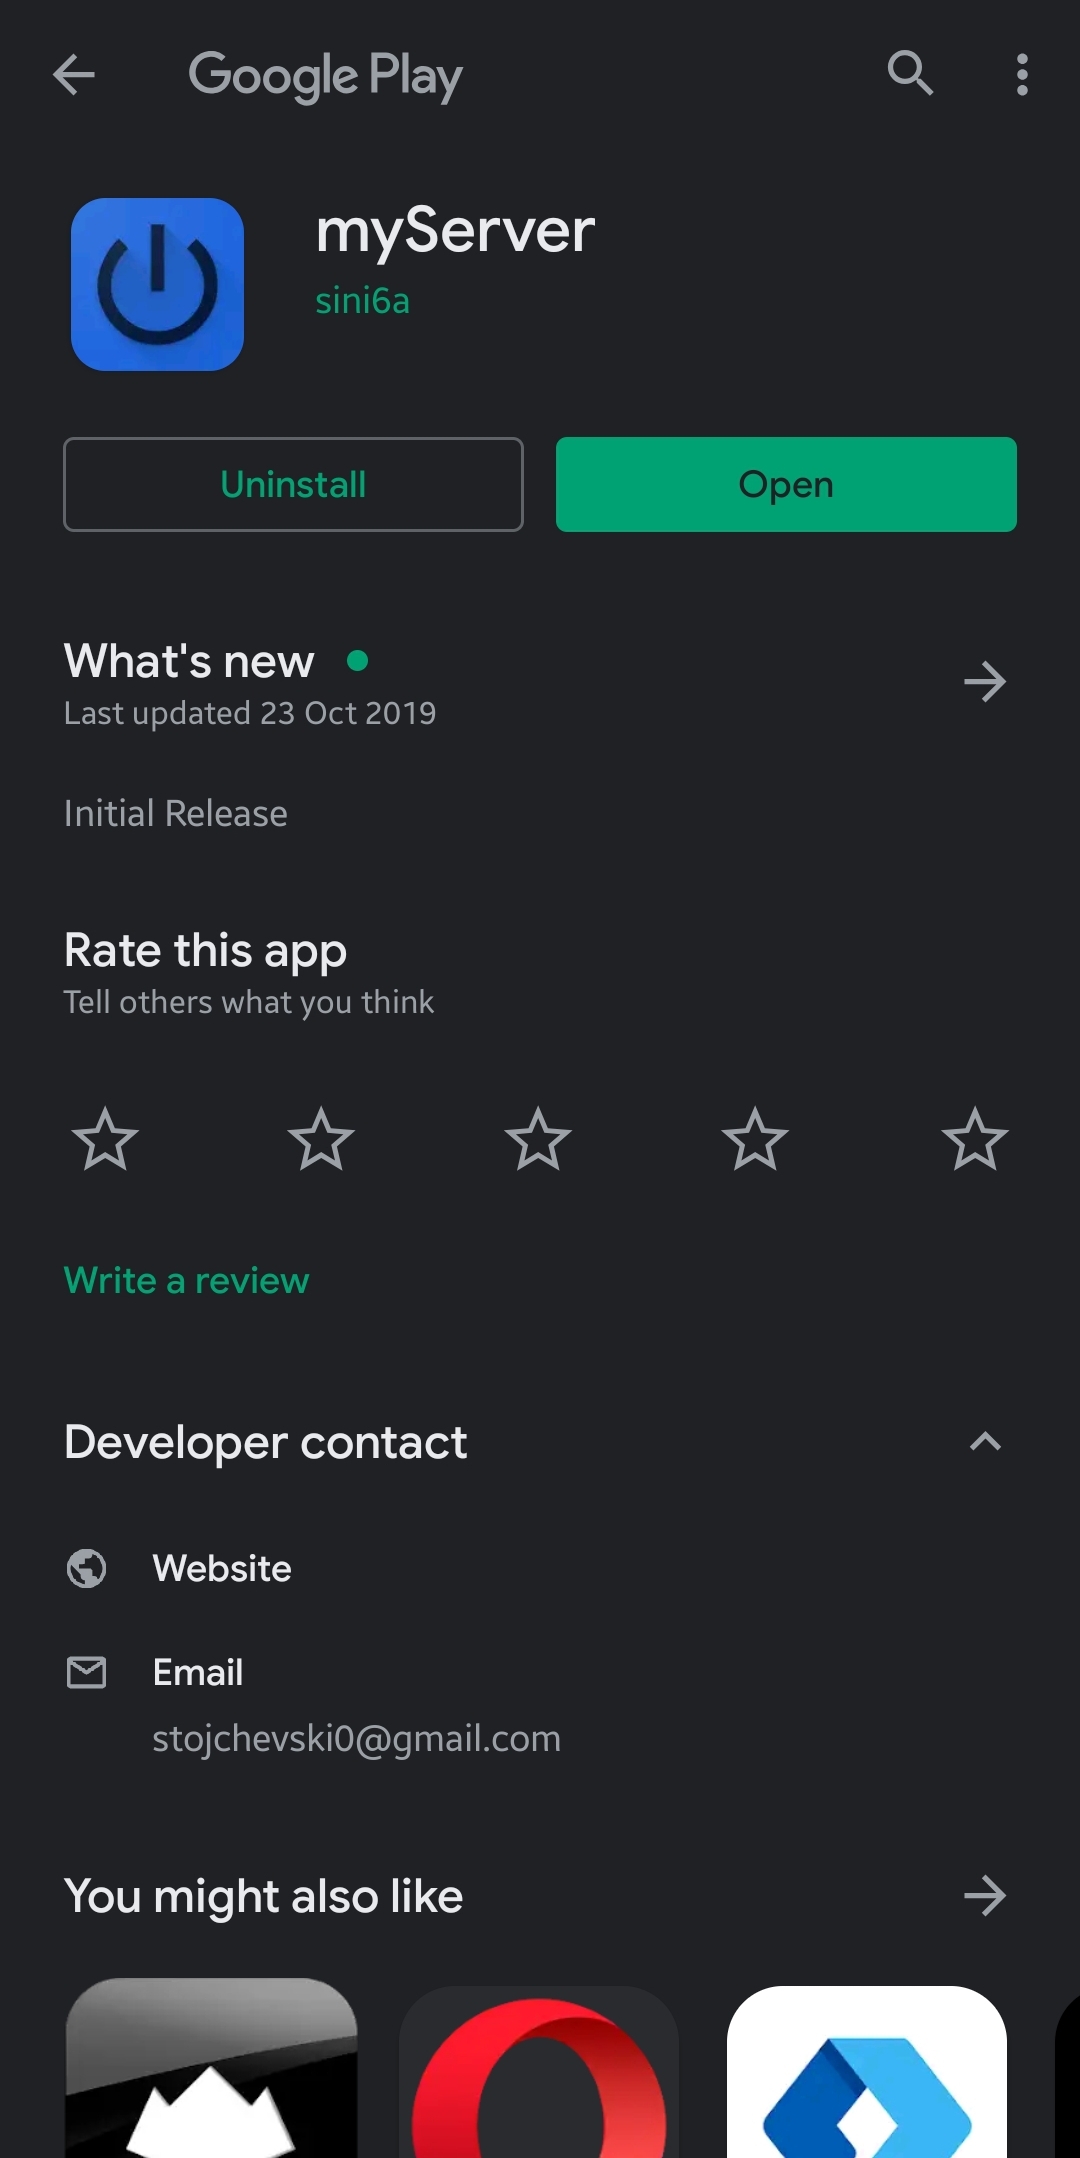 Google Play
myServer
sini6a
Uninstall
Open
What's new
Last updated 23 Oct 2019
Initial Release
Rate this app
Tell others what you think
Write a review
Developer contact
Website
Email
stojchevski0@gmail.com
You might also like